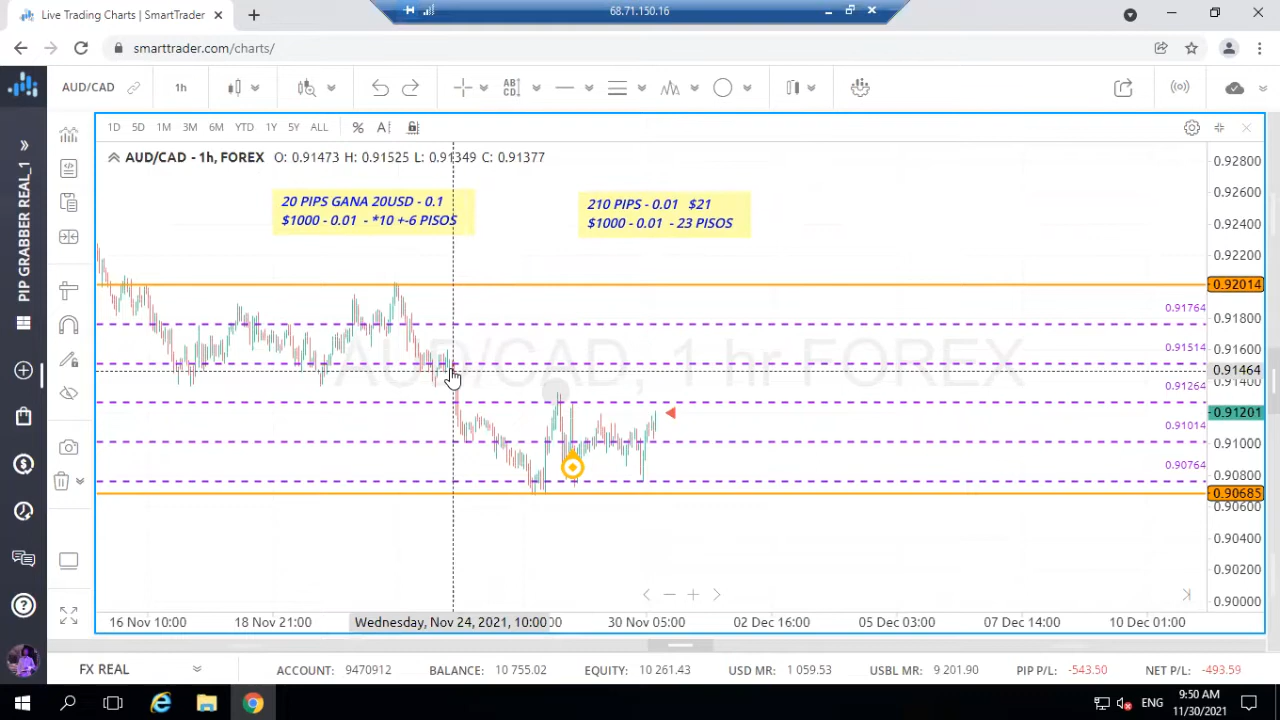 68.71.150.16
Live Trading Charts | SmartTrader
smarttrader.com/charts/
AUD/CAD 1h
1D 5D 1M 3M 6M YTD 1Y 5Y ALL % A
AUD/CAD - 1h, FOREX O: 0.91473 H: 0.91525 L: 0.91349 C: 0.91377
20 PIPS GANA 20USD - 0.1
$1000 - 0.01 - *10 +-6 PISOS
210 PIPS - 0.01 $21
$1000 - 0.01 - 23 PISOS
AUD/CAD, 1 hr FOREX
0.91764
0.91514
0.91264
0.91014
0.90764
0.92800
0.92600
0.92400
0.92200
0.92014
0.91800
0.91600
0.91464
0.91400
0.91201
0.91000
0.90800
0.90685
0.90600
0.90400
0.90200
0.90000
16 Nov 10:00 18 Nov 21:00 Wednesday, Nov 24, 2021, 10:00 :00 30 Nov 05:00 02 Dec 16:00 05 Dec 03:00 07 Dec 14:00 10 Dec 01:00
PIP GRABBER REAL_1
FX REAL ACCOUNT: 9470912 BALANCE: 10 755.02 EQUITY: 10 261.43 USD MR: 1 059.53 USBL MR: 9 201.90 PIP P/L: -543.50 NET P/L: -493.59
ENG 9:50 AM
11/30/2021